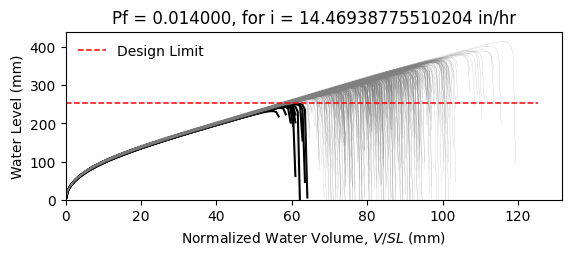 Pf = 0.014000, for i = 14.46938775510204 in/hr
Water Level (mm)
400
300
200
100
0
Design Limit
0 20 40 60 80 100 120
Normalized Water Volume, V/SL (mm)